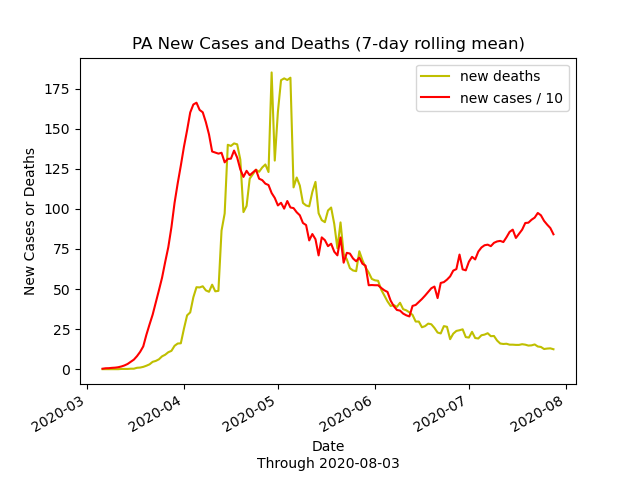 PA New Cases and Deaths (7-day rolling mean)
new deaths
new cases / 10
New Cases or Deaths
175
150
125
100
75
50
25
0
2020-03
2020-04
2020-05
2020-06
2020-07
2020-08
Date
Through 2020-08-03